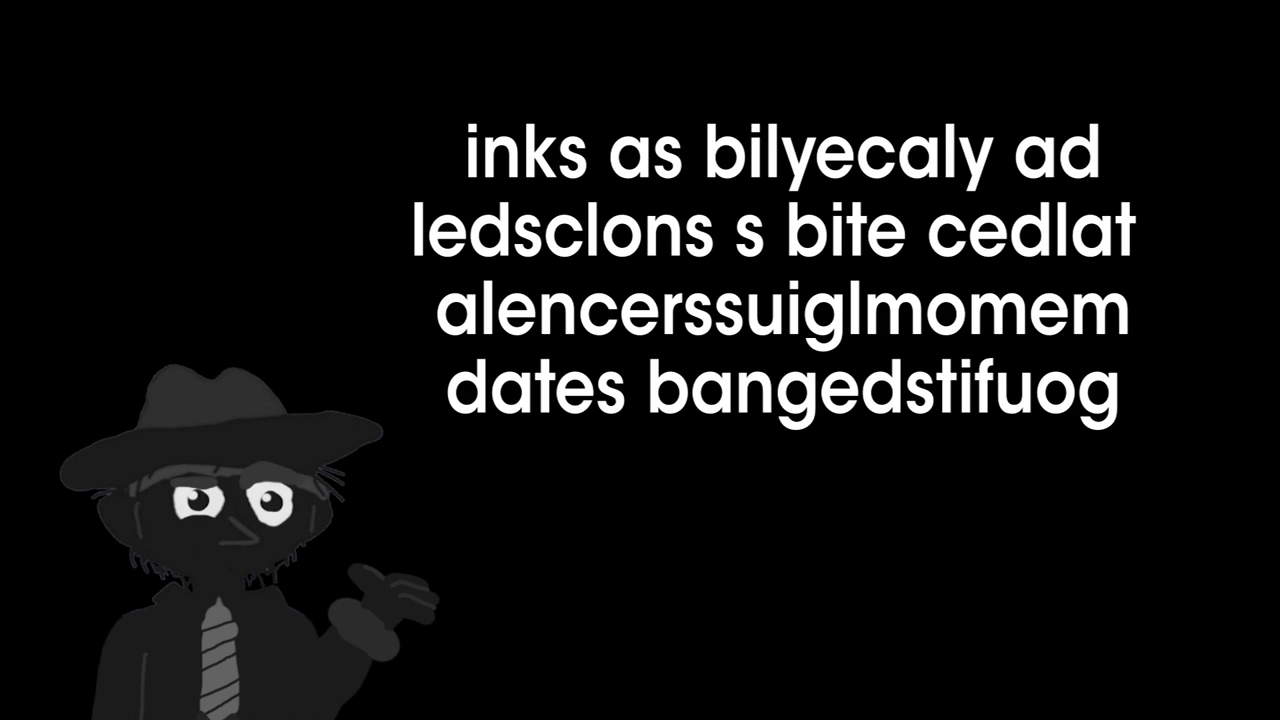 inks as bilyecaly ad
ledsclons s bite cedlat
alencerssuiglmomem
dates bangedstifuog